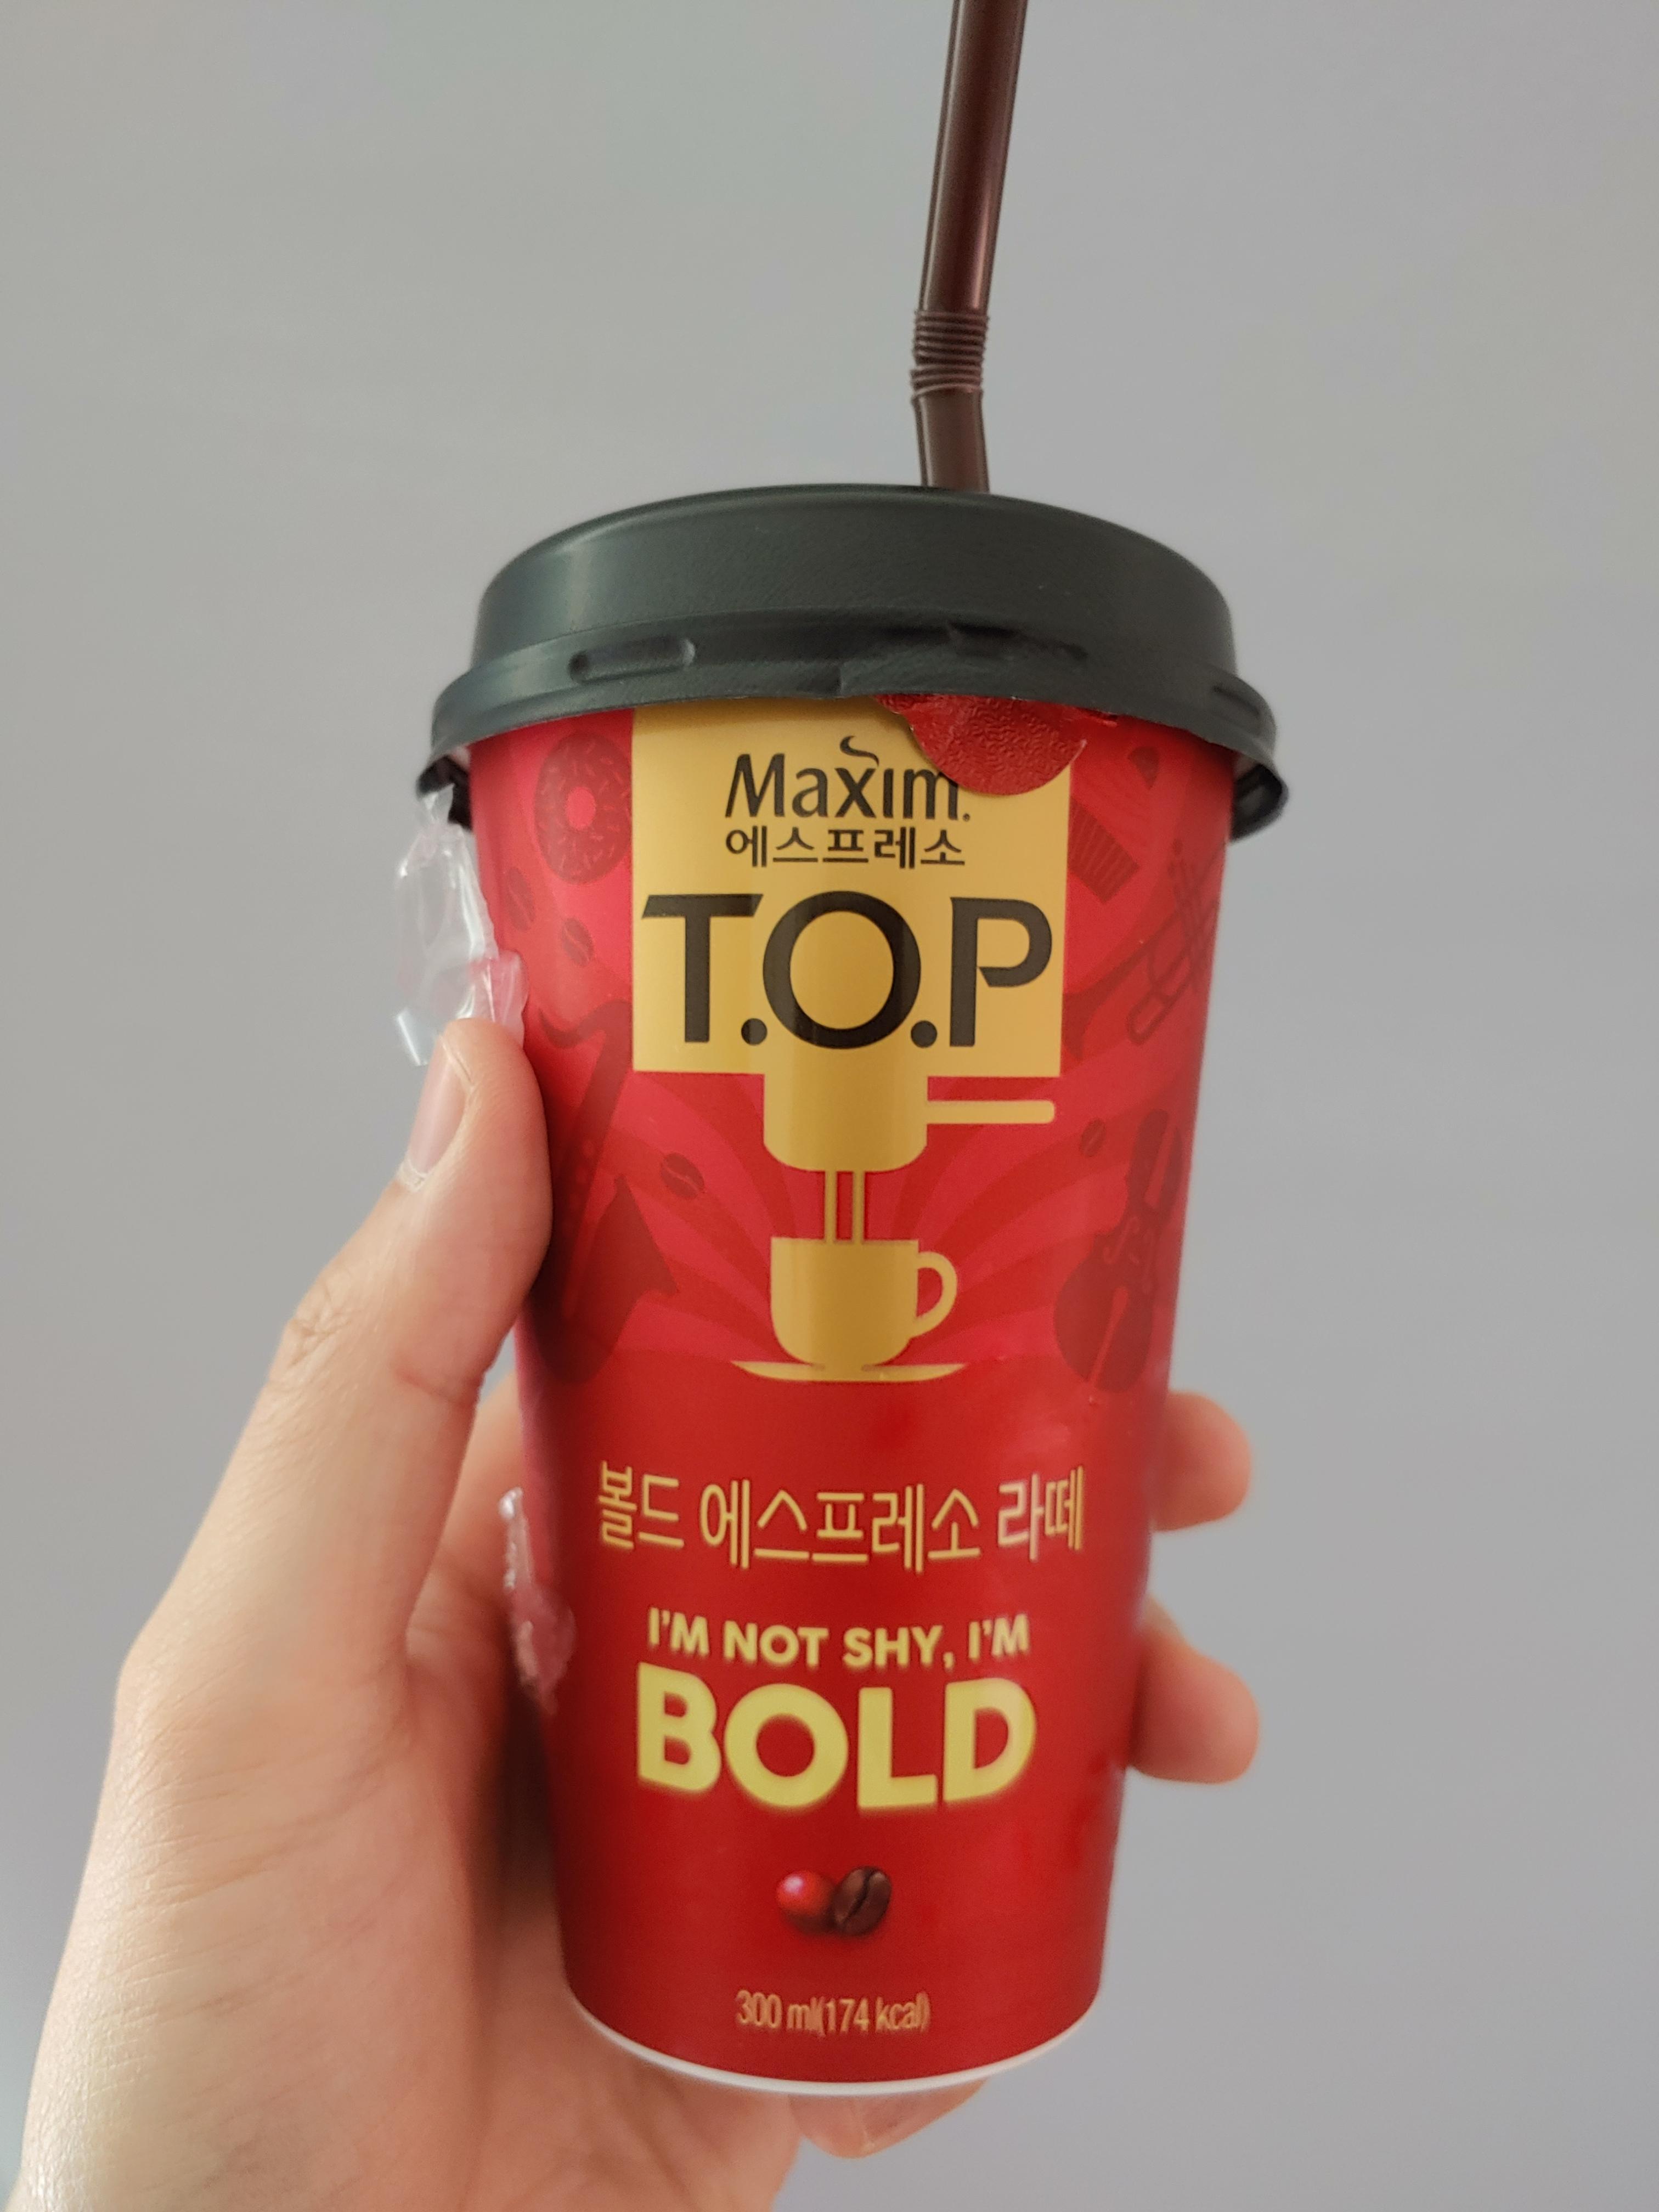 Maxim.
에스프레소
T.O.P
볼드 에스프레소 라떼
I'M NOT SHY, I'M
BOLD
300 ml(174 kcal)